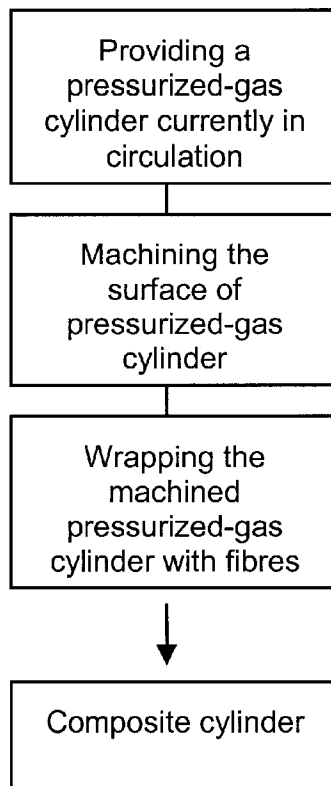 Providing a
pressurized-gas
cylinder currently in
circulation
Machining the
surface of
pressurized-gas
cylinder
Wrapping the
machined
pressurized-gas
cylinder with fibres
Composite cylinder